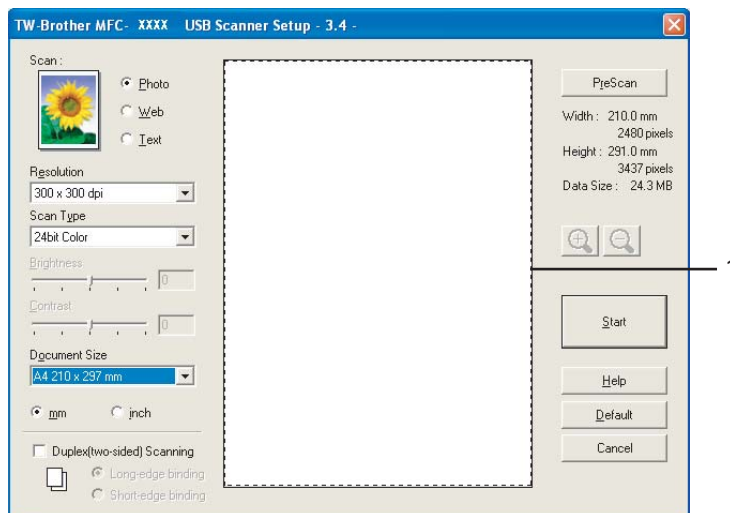 TW-Brother MFC- XXXX USB Scanner Setup - 3.4 -
Scan :
Photo
Web
Text
Resolution
300 x 300 dpi
Scan Type
24bit Color
Brightness
0
Contrast
0
Document Size
A4 210 x 297 mm
mm inch
Duplex(two-sided) Scanning
Long-edge binding
Short-edge binding
PreScan
Width : 210.0 mm
2480 pixels
Height : 291.0 mm
3437 pixels
Data Size : 24.3 MB
1
Start
Help
Default
Cancel